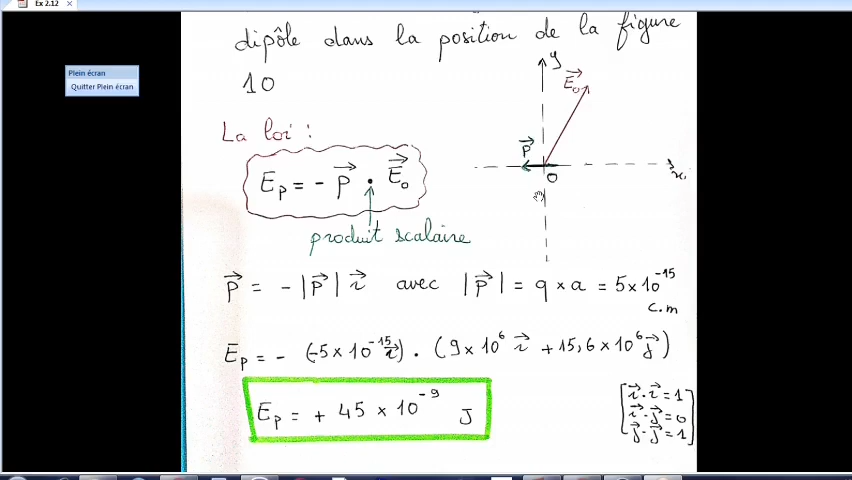 Ex 2.12
dipôle dans la position de la figure
10
Plein écran
Quitter Plein écran
y
E₀
P
O
x
La loi :
Eₚ = - P⃗ • E⃗₀
produit scalaire
P⃗ = - |P⃗| i⃗ avec |P⃗| = q × a = 5×10⁻¹⁵
C.m
Eₚ = - (-5×10⁻¹⁵ i⃗) • (9×10⁶ i⃗ + 15,6×10⁶ j⃗)
Eₚ = + 45 × 10⁻⁹ J
i⃗ . i⃗ = 1
i⃗ . j⃗ = 0
j⃗ . j⃗ = 1